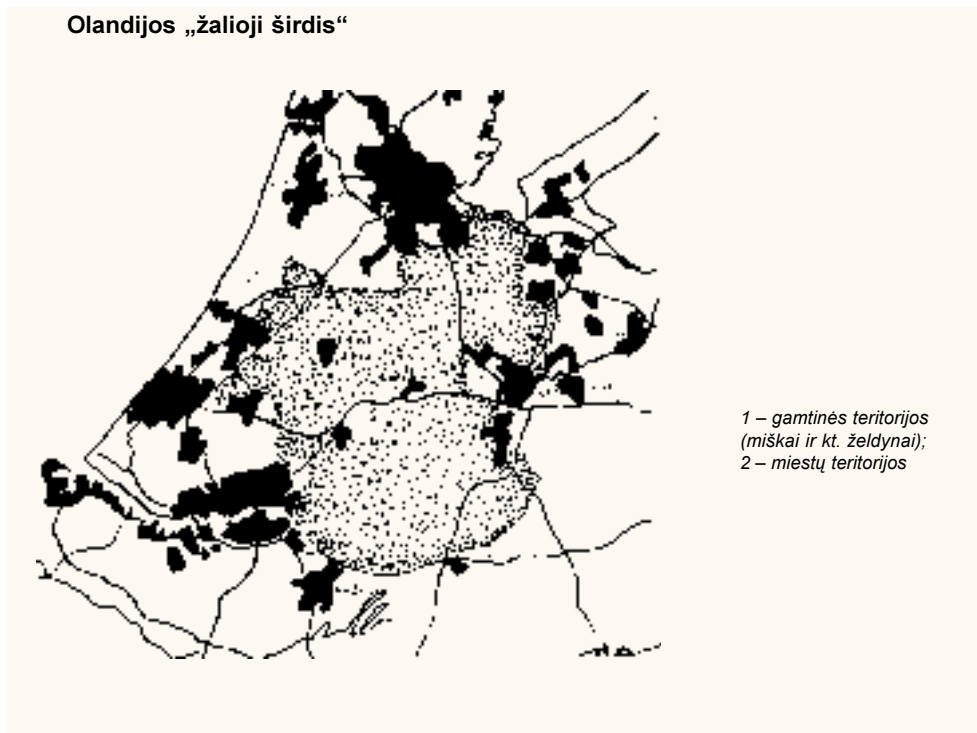 Olandijos „žalioji širdis“
1 – gamtinės teritorijos
(miškai ir kt. želdynai);
2 – miestų teritorijos